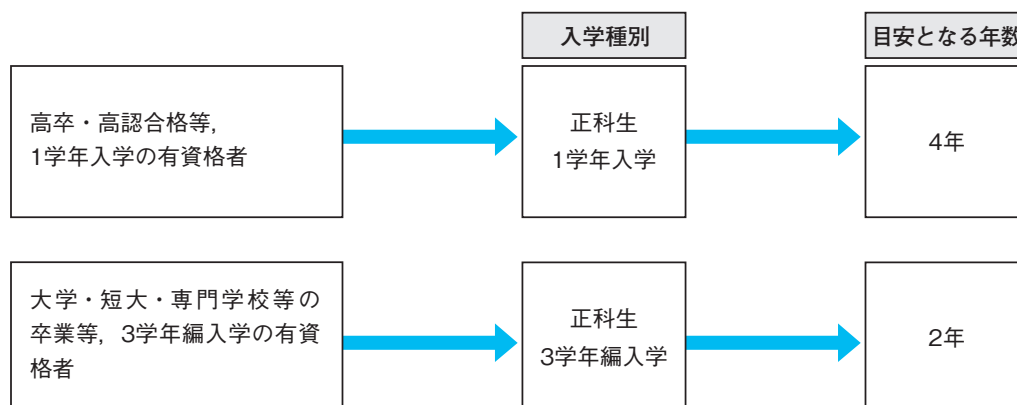 入学種別
目安となる年数
高卒・高認合格等,
1学年入学の有資格者
正科生
1学年入学
4年
大学・短大・専門学校等の
卒業等, 3学年編入学の有資
格者
正科生
3学年編入学
2年